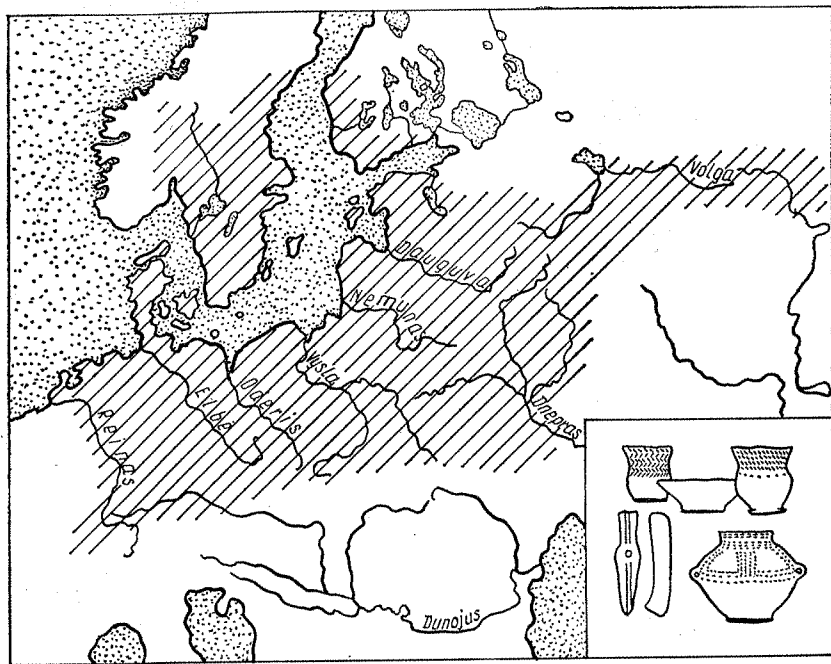 Volga
Dauguva
Nemunas
Vysla
Oderis
Elbė
Reinas
Dnepras
Dunojus